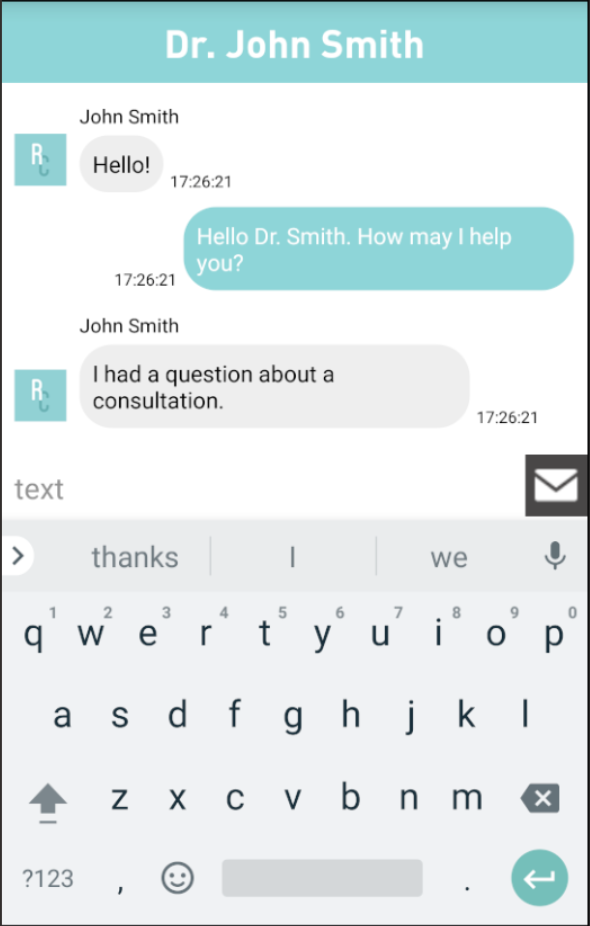 Dr. John Smith
John Smith
RC
Hello!
17:26:21
Hello Dr. Smith. How may I help
you?
17:26:21
John Smith
RC
I had a question about a
consultation.
17:26:21
text
thanks I we
1 2 3 4 5 6 7 8 9 0
q w e r t y u i o p
a s d f g h j k l
z x c v b n m
?123 , .